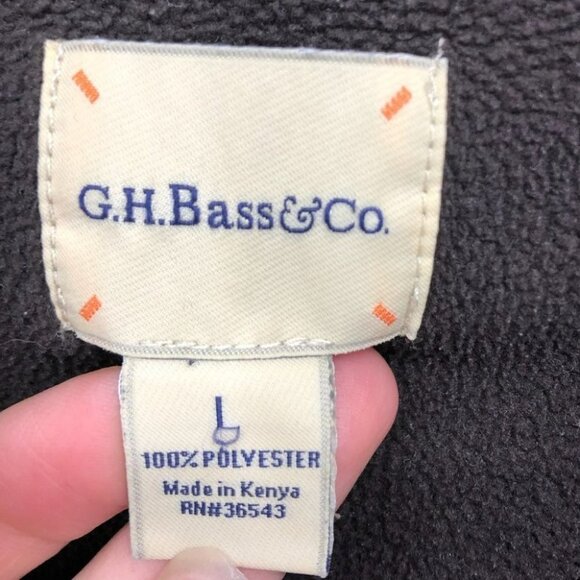 G.H.Bass&Co.
L
100% POLYESTER
Made in Kenya
RN#36543